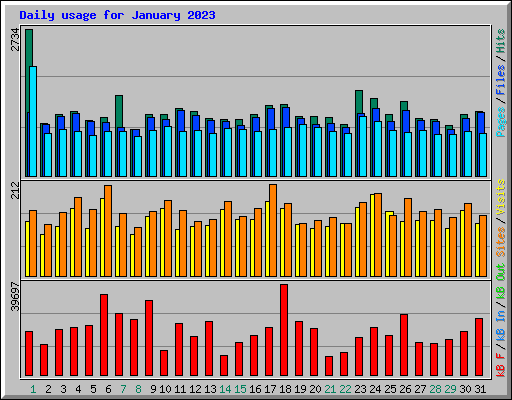 Daily usage for January 2023
2734
Pages / Files / Hits
212
Sites / Visits
39697
kB F / kB In / kB Out
1 2 3 4 5 6 7 8 9 10 11 12 13 14 15 16 17 18 19 20 21 22 23 24 25 26 27 28 29 30 31